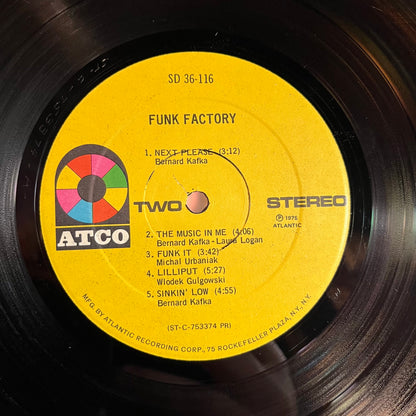 SD 36-116
FUNK FACTORY
1. NEXT PLEASE (3:12)
Bernard Kafka
ATCO
TWO
STEREO
Ⓟ 1975
ATLANTIC
2. THE MUSIC IN ME (4:06)
Bernard Kafka - Laura Logan
3. FUNK IT (3:42)
Michal Urbaniak
4. LILLIPUT (5:27)
Wlodek Gulgowski
5. SINKIN' LOW (4:55)
Bernard Kafka
(ST-C-753374 PR)
MFG. BY ATLANTIC RECORDING CORP., 75 ROCKEFELLER PLAZA, N.Y., N.Y.